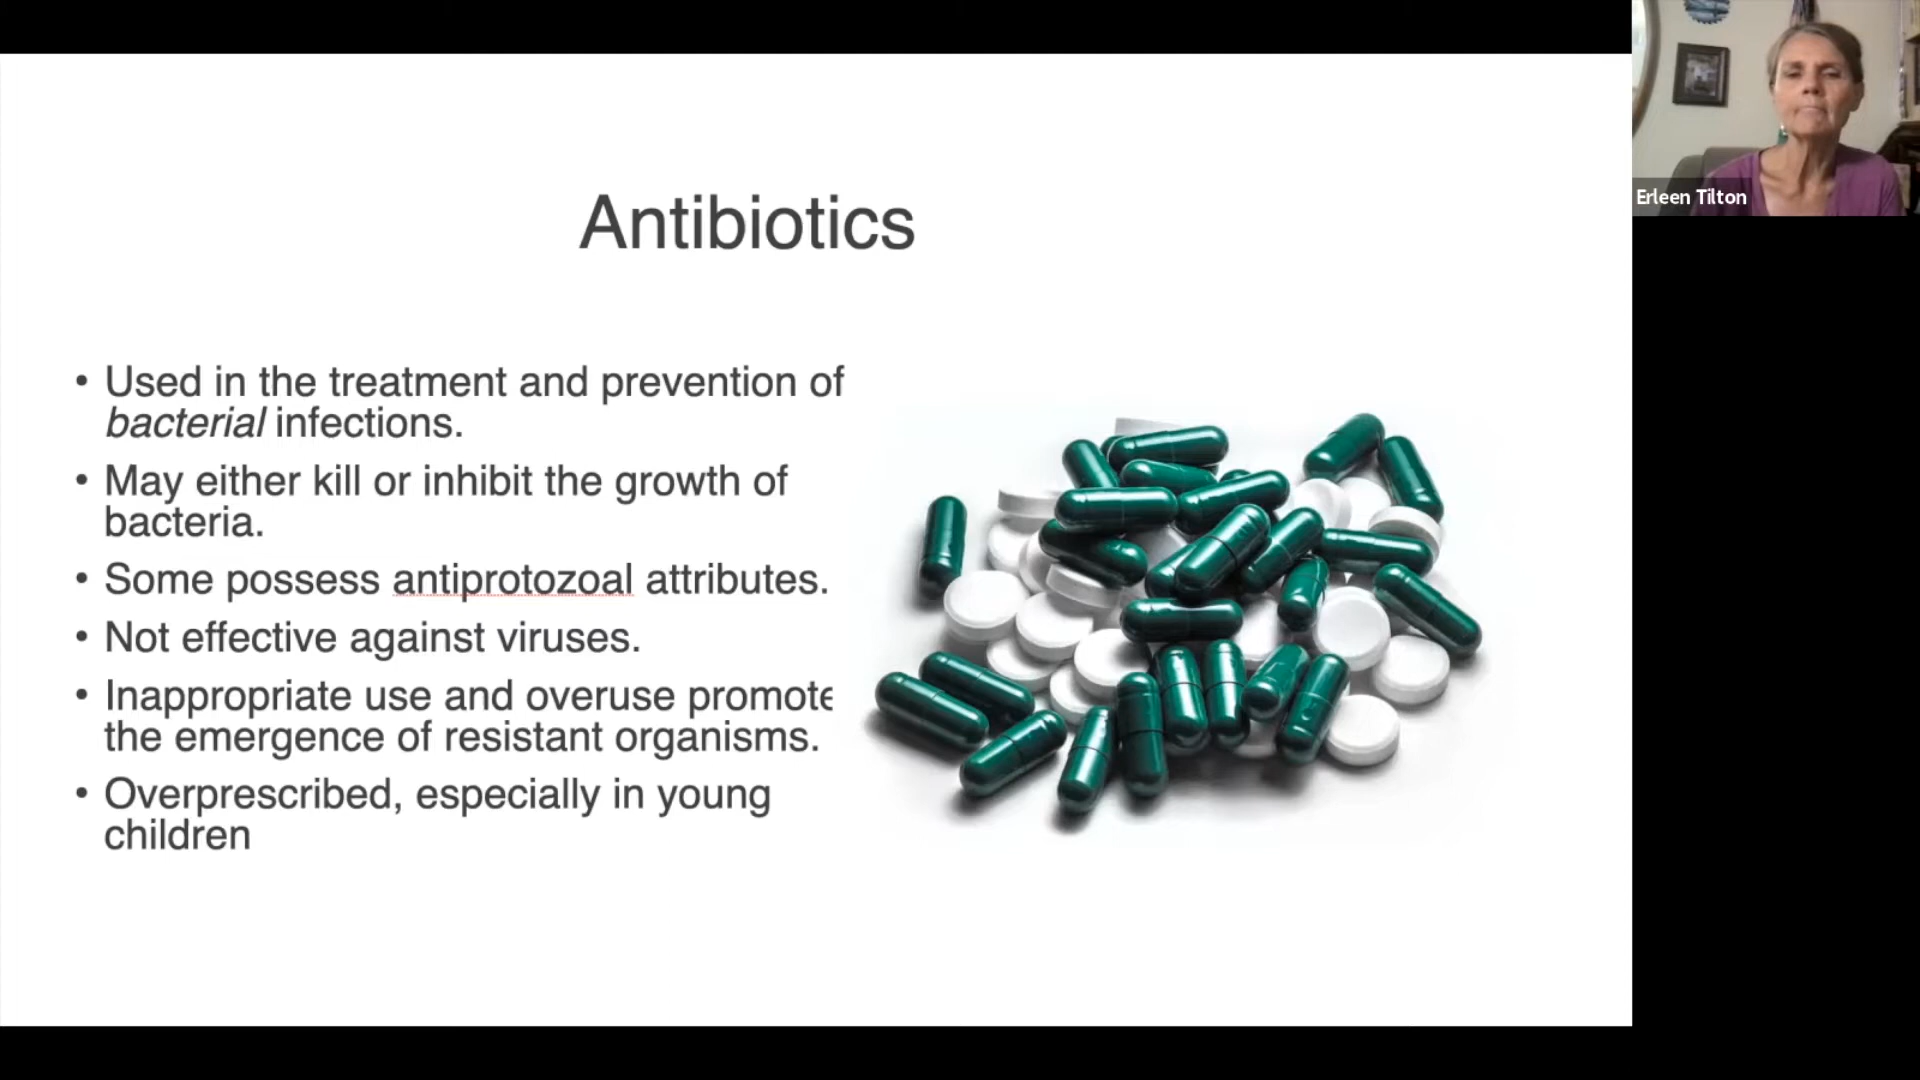 Antibiotics
• Used in the treatment and prevention of
bacterial infections.
• May either kill or inhibit the growth of
bacteria.
• Some possess antiprotozoal attributes.
• Not effective against viruses.
• Inappropriate use and overuse promote
the emergence of resistant organisms.
• Overprescribed, especially in young
children
Erleen Tilton